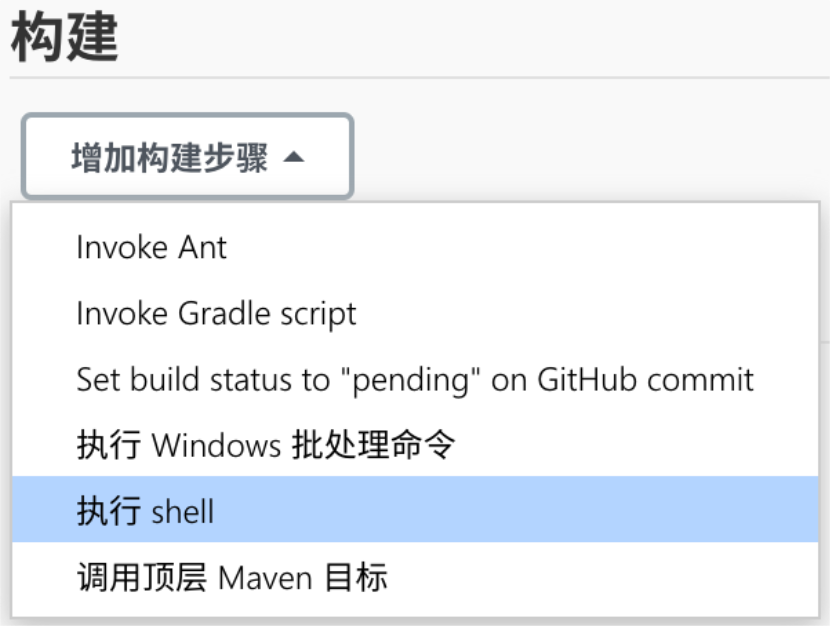 构建
增加构建步骤
Invoke Ant
Invoke Gradle script
Set build status to "pending" on GitHub commit
执行 Windows 批处理命令
执行 shell
调用顶层 Maven 目标